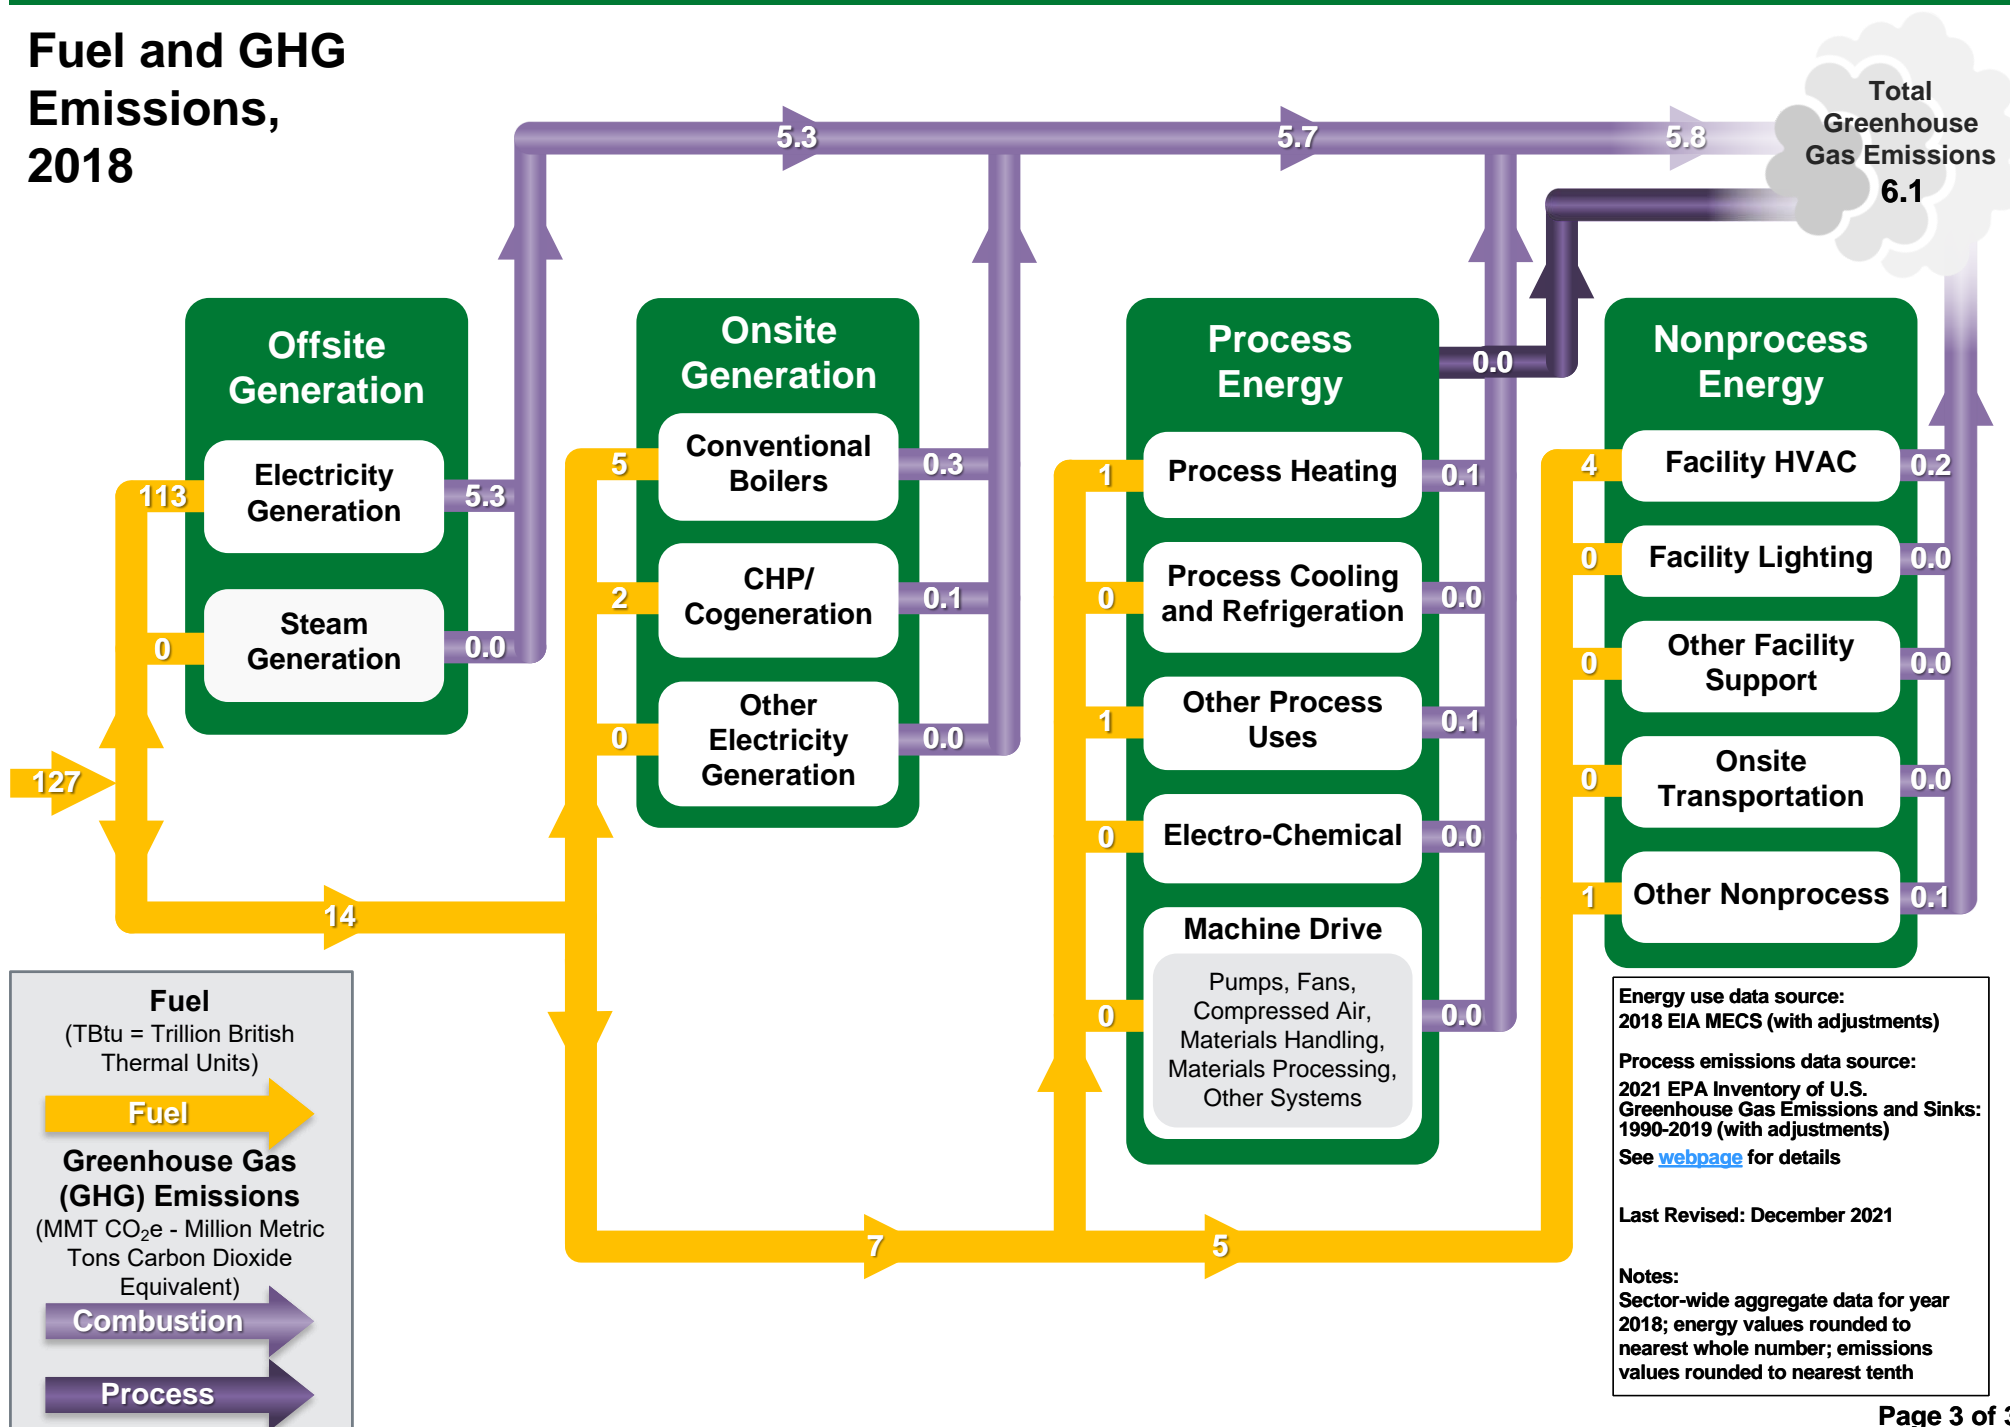 Fuel and GHG
Emissions,
2018
5.3
5.7
5.8
Total
Greenhouse
Gas Emissions
6.1
Offsite
Generation
113
Electricity
Generation
5.3
0
Steam
Generation
0.0
127
14
Onsite
Generation
5
Conventional
Boilers
0.3
2
CHP/
Cogeneration
0.1
0
Other
Electricity
Generation
0.0
7
5
Process
Energy
0.0
1
Process Heating
0.1
0
Process Cooling
and Refrigeration
0.0
1
Other Process
Uses
0.1
0
Electro-Chemical
0.0
0
Machine Drive
Pumps, Fans,
Compressed Air,
Materials Handling,
Materials Processing,
Other Systems
0.0
Nonprocess
Energy
4
Facility HVAC
0.2
0
Facility Lighting
0.0
0
Other Facility
Support
0.0
0
Onsite
Transportation
0.0
1
Other Nonprocess
0.1
Fuel
(TBtu = Trillion British
Thermal Units)
Fuel
Greenhouse Gas
(GHG) Emissions
(MMT CO₂e - Million Metric
Tons Carbon Dioxide
Equivalent)
Combustion
Process
Energy use data source:
2018 EIA MECS (with adjustments)
Process emissions data source:
2021 EPA Inventory of U.S.
Greenhouse Gas Emissions and Sinks:
1990-2019 (with adjustments)
See webpage for details
Last Revised: December 2021
Notes:
Sector-wide aggregate data for year
2018; energy values rounded to
nearest whole number; emissions
values rounded to nearest tenth
Page 3 of 3